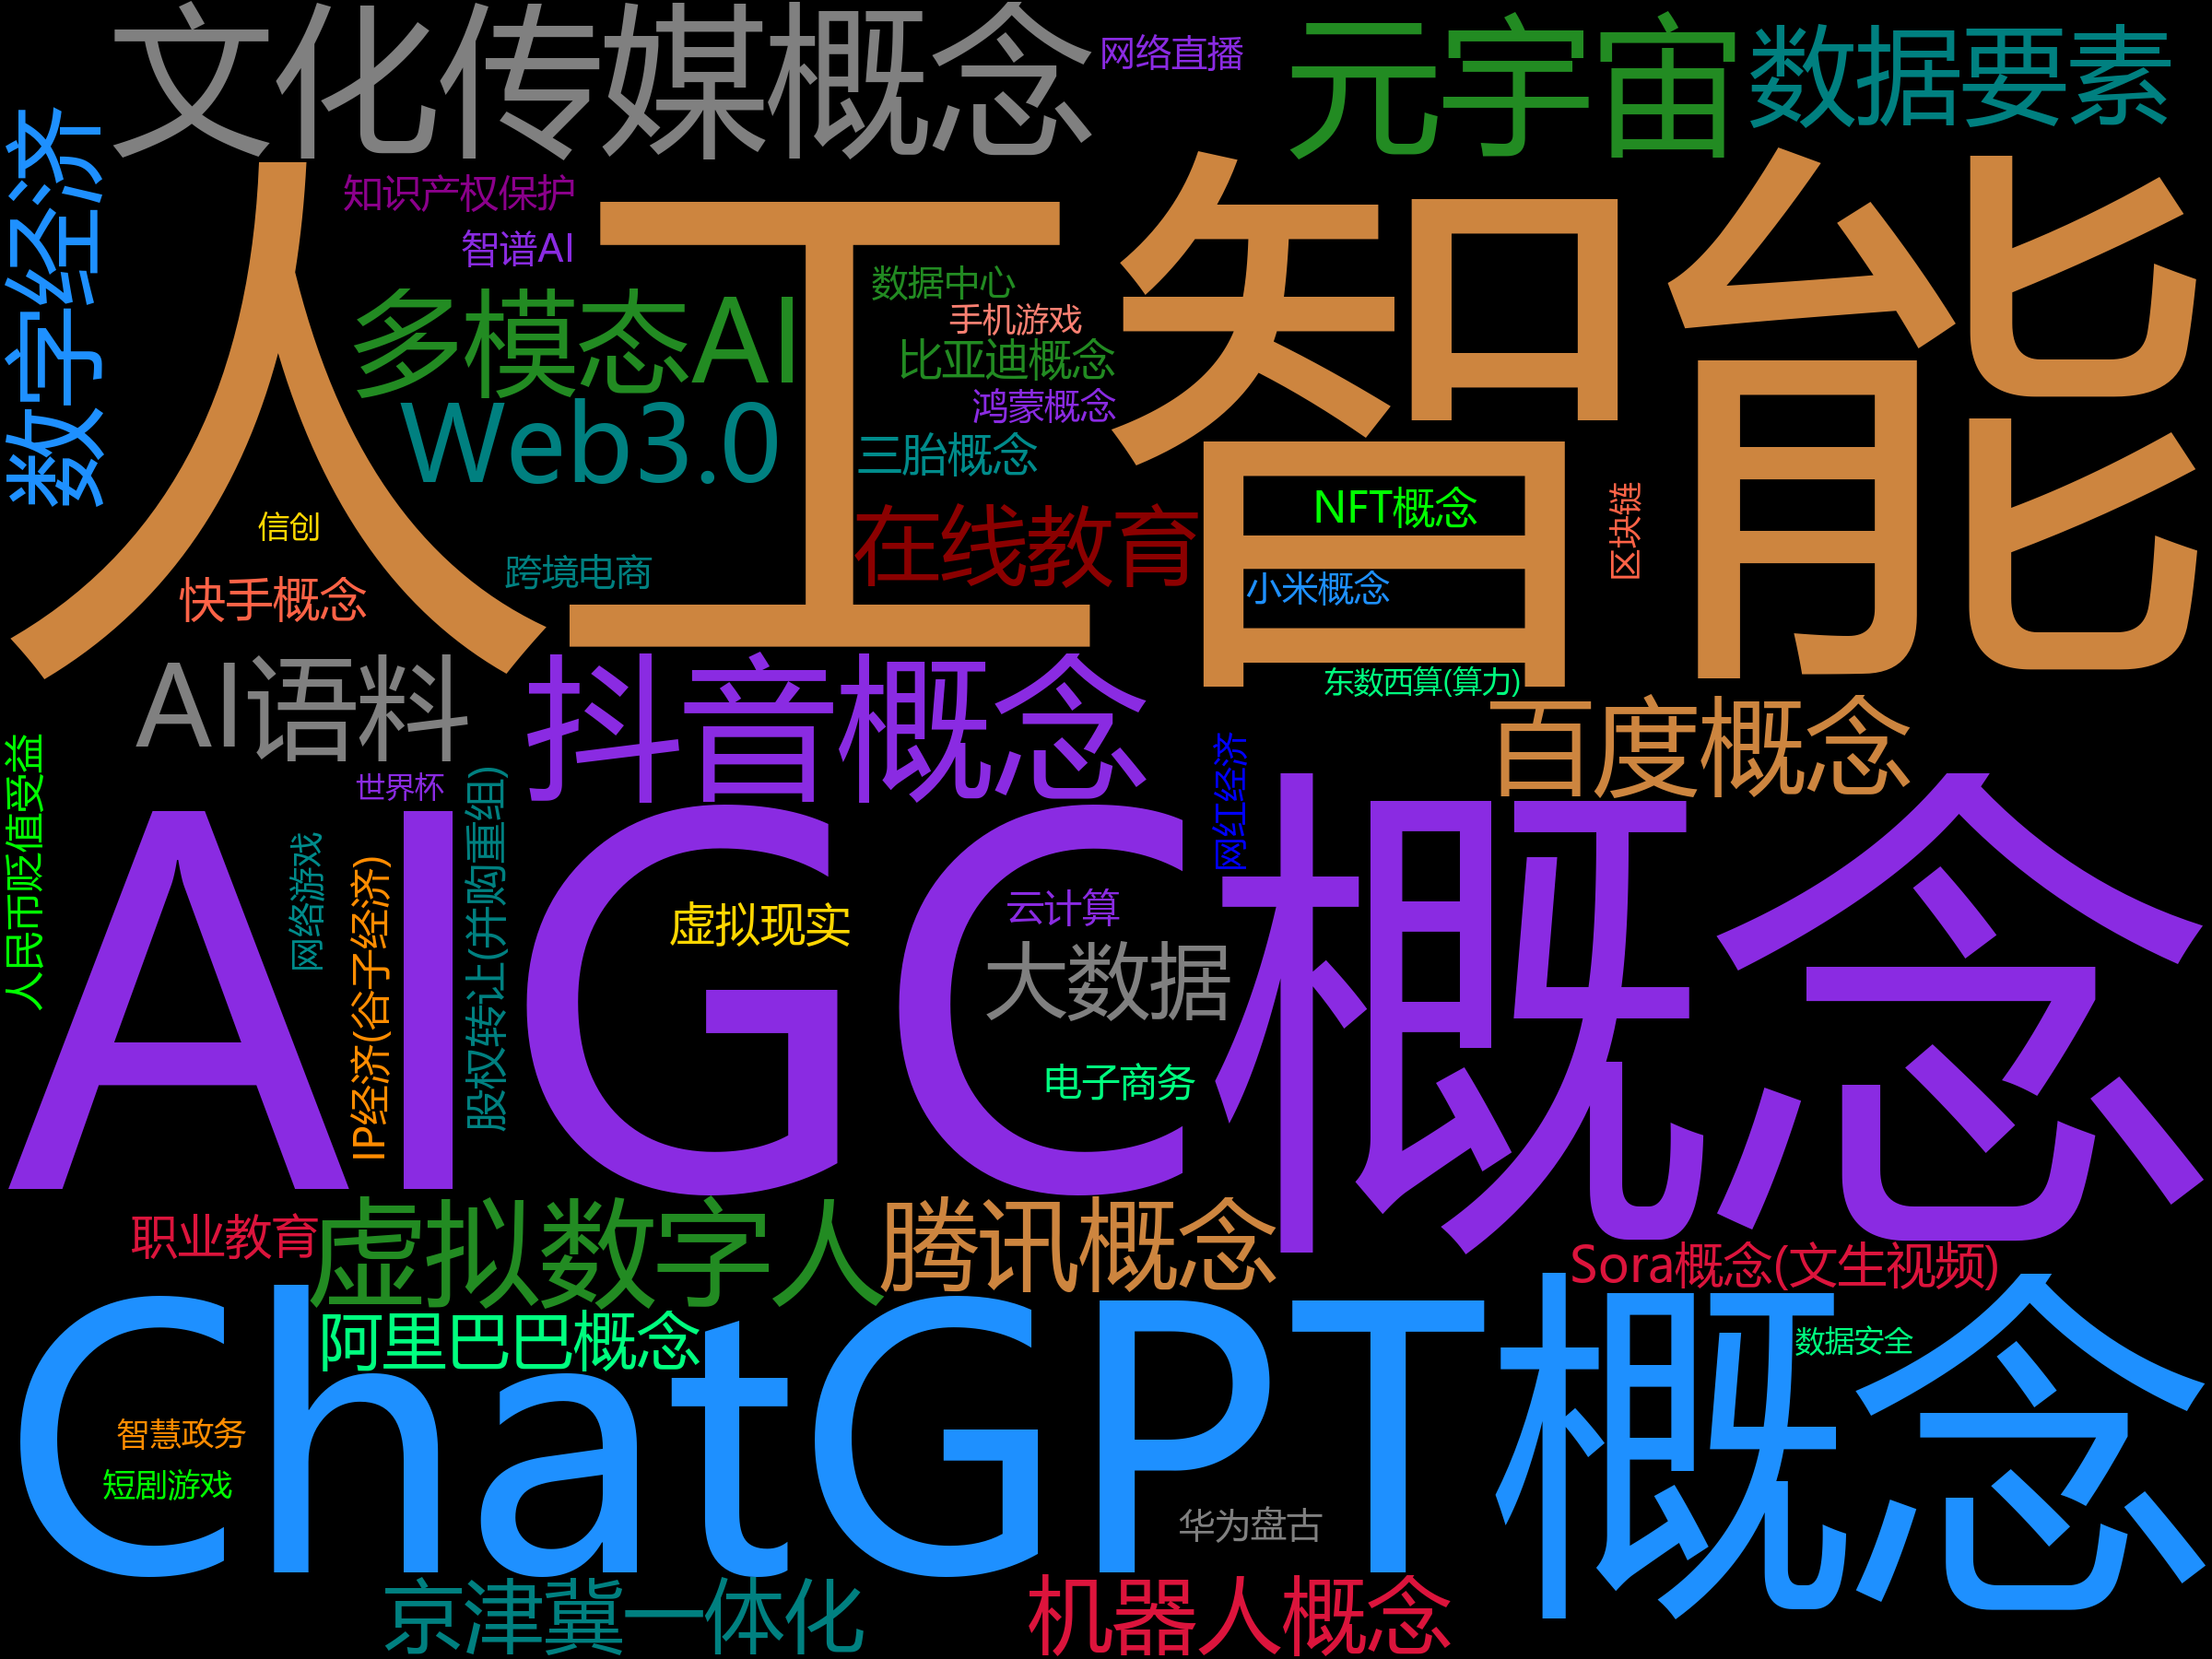 文化传媒概念
网络直播
元宇宙
数据要素
数字经济
人工智能
知识产权保护
智谱AI
多模态AI
数据中心
手机游戏
比亚迪概念
鸿蒙概念
Web3.0
三胎概念
在线教育
NFT概念
区块链
信创
跨境电商
快手概念
小米概念
AI语料
抖音概念
东数西算(算力)
百度概念
人民币贬值受益
世界杯
网红经济
AIGC概念
网络游戏
IP经济(谷子经济)
股权转让(并购重组)
虚拟现实
云计算
大数据
电子商务
职业教育
虚拟数字人
腾讯概念
Sora概念(文生视频)
阿里巴巴概念
ChatGPT概念
数据安全
智慧政务
短剧游戏
华为盘古
京津冀一体化
机器人概念